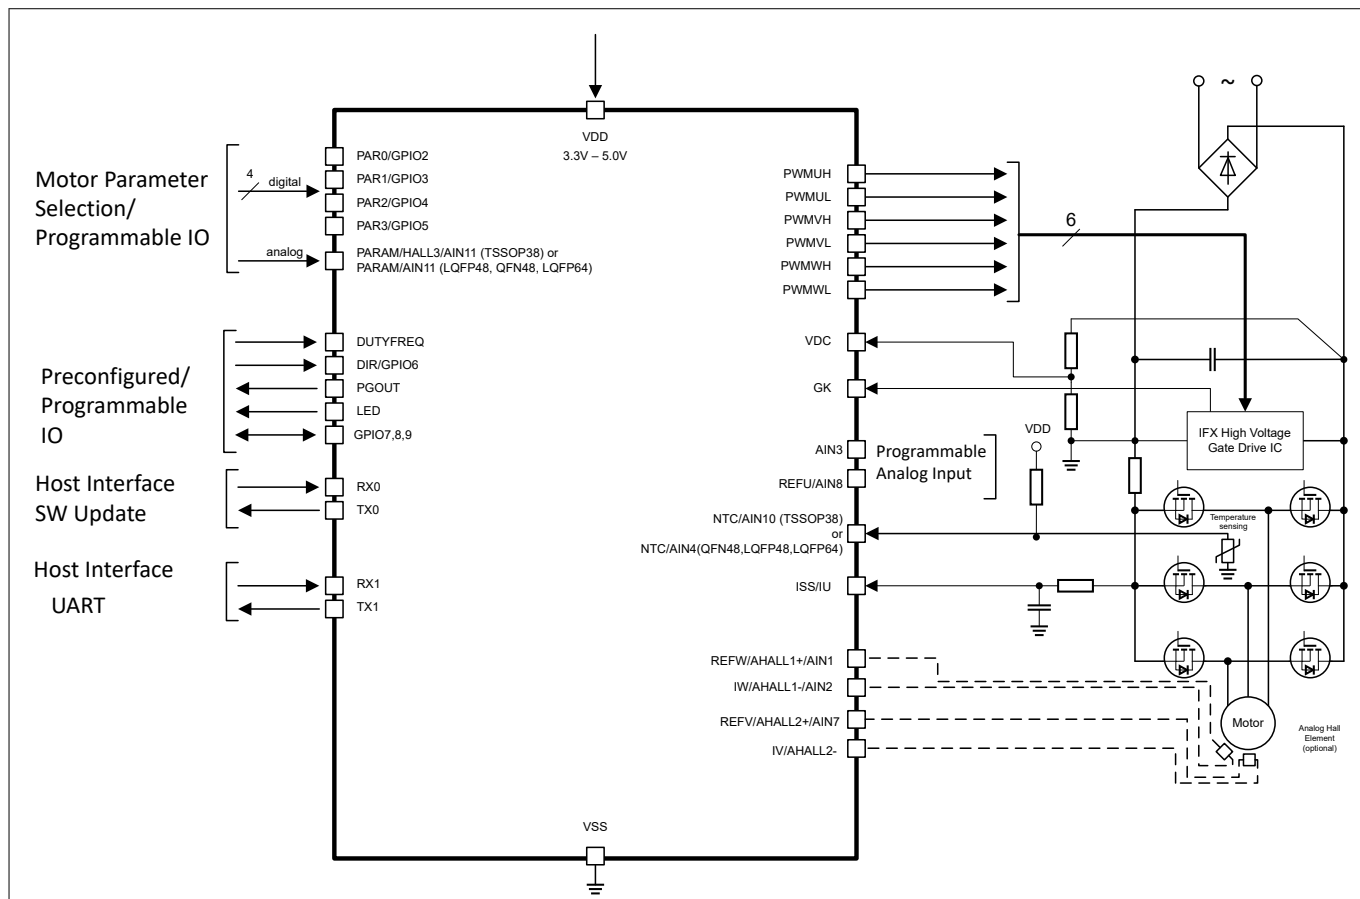 ~
VDD
3.3V – 5.0V
Motor Parameter
Selection/
Programmable IO
4
digital
analog
PAR0/GPIO2
PAR1/GPIO3
PAR2/GPIO4
PAR3/GPIO5
PARAM/HALL3/AIN11 (TSSOP38) or
PARAM/AIN11 (LQFP48, QFN48, LQFP64)
Preconfigured/
Programmable
IO
DUTYFREQ
DIR/GPIO6
PGOUT
LED
GPIO7,8,9
Host Interface
SW Update
RX0
TX0
Host Interface
UART
RX1
TX1
PWMUH
PWMUL
PWMVH
PWMVL
PWMWH
PWMWL
6
VDC
GK
AIN3
REFU/AIN8
Programmable
Analog Input
VDD
IFX High Voltage
Gate Drive IC
NTC/AIN10 (TSSOP38)
or
NTC/AIN4(QFN48,LQFP48,LQFP64)
Temperature
sensing
ISS/IU
REFW/AHALL1+/AIN1
IW/AHALL1-/AIN2
REFV/AHALL2+/AIN7
IV/AHALL2-
Motor
Analog Hall
Element
(optional)
VSS